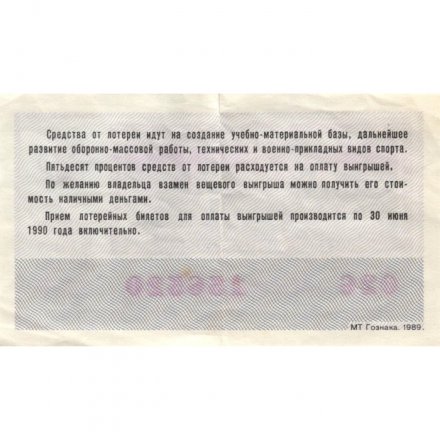 Средства от лотереи идут на создание учебно-материальной базы, дальнейшее
развитие оборонно-массовой работы, технических и военно-прикладных видов спорта.
Пятьдесят процентов средств от лотереи расходуется на оплату выигрышей.
По желанию владельца взамен вещевого выигрыша можно получить его стои-
мость наличными деньгами.
Прием лотерейных билетов для оплаты выигрышей производится по 30 июня
1990 года включительно.
026 156520
МТ Гознака. 1989.